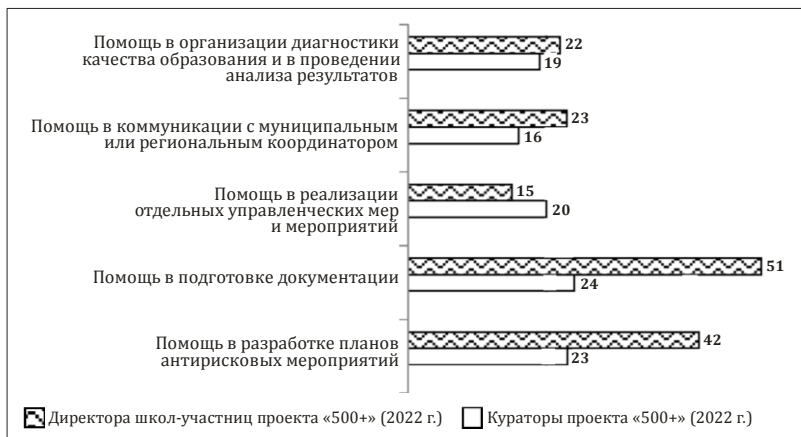 Помощь в организации диагностики
качества образования и в проведении
анализа результатов
22
19
Помощь в коммуникации с муниципальным
или региональным координатором
23
16
Помощь в реализации
отдельных управленческих мер
и мероприятий
15
20
Помощь в подготовке документации
51
24
Помощь в разработке планов
антирисковых мероприятий
42
23
Директора школ-участниц проекта «500+» (2022 г.) Кураторы проекта «500+» (2022 г.)